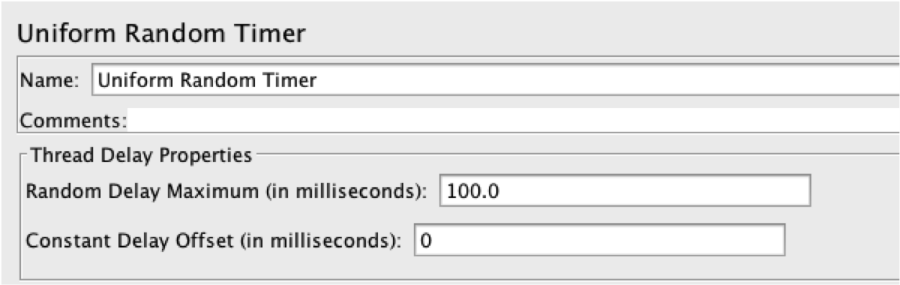 Uniform Random Timer
Name: Uniform Random Timer
Comments:
Thread Delay Properties
Random Delay Maximum (in milliseconds): 100.0
Constant Delay Offset (in milliseconds): 0